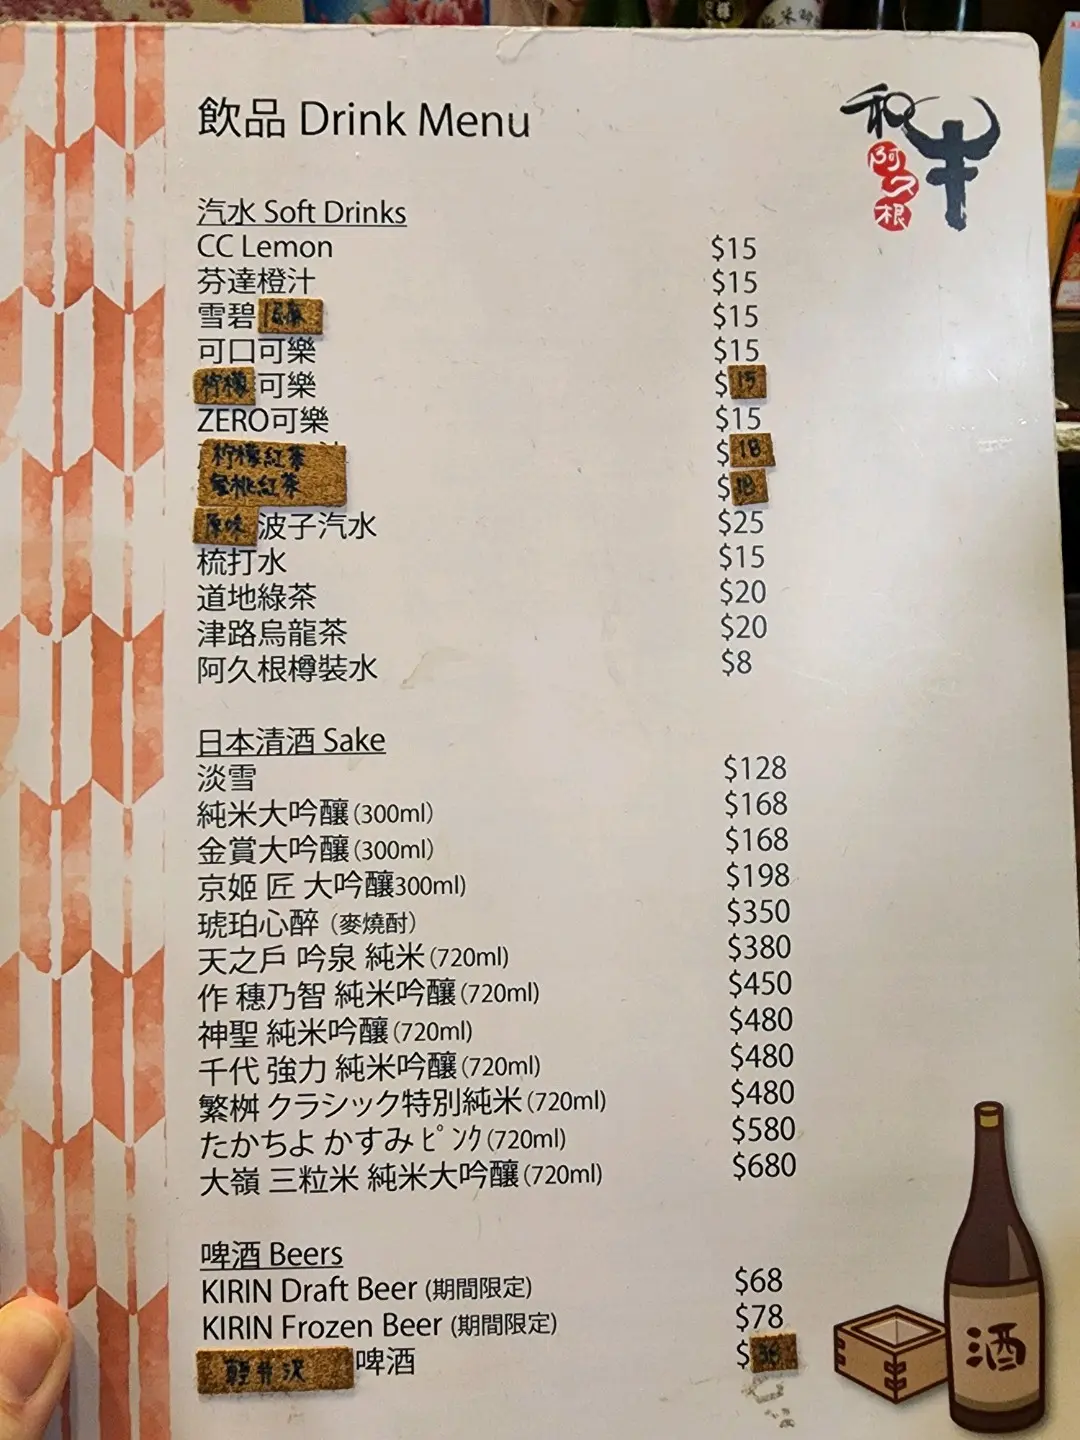 飲品 Drink Menu
和牛
阿久根
汽水 Soft Drinks
CC Lemon $15
芬達橙汁 $15
雪碧 $15
可口可樂 $15
柠檬可樂 $15
ZERO可樂 $15
柠檬紅茶 $18
蜜桃紅茶 $18
原味波子汽水 $25
梳打水 $15
道地綠茶 $20
津路烏龍茶 $20
阿久根樽裝水 $8
日本清酒 Sake
淡雪 $128
純米大吟釀(300ml) $168
金賞大吟釀(300ml) $168
京姬 匠 大吟釀300ml) $198
琥珀心醉 (麥燒酎) $350
天之戶 吟泉 純米(720ml) $380
作 穗乃智 純米吟釀(720ml) $450
神聖 純米吟釀(720ml) $480
千代 強力 純米吟釀(720ml) $480
繁桝 クラシック特別純米(720ml) $480
たかちよ かすみ ﾋﾟﾝｸ(720ml) $580
大嶺 三粒米 純米大吟釀(720ml) $680
啤酒 Beers
KIRIN Draft Beer (期間限定) $68
KIRIN Frozen Beer (期間限定) $78
輕井沢啤酒 $
酒